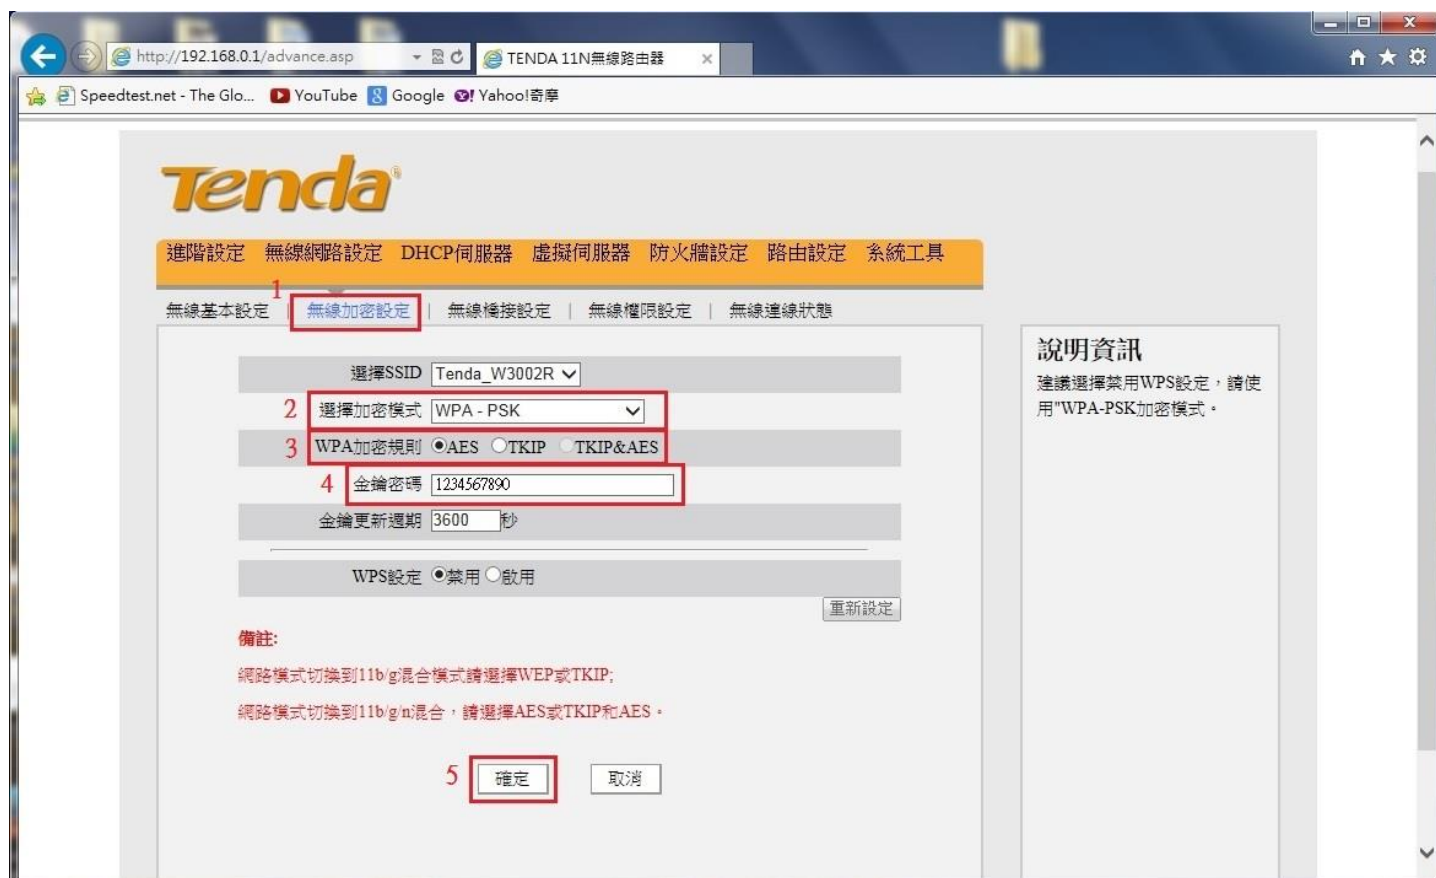 http://192.168.0.1/advance.asp
TENDA 11N無線路由器
Speedtest.net - The Glo... YouTube Google Yahoo!奇摩
Tenda®
進階設定 無線網路設定 DHCP伺服器 虛擬伺服器 防火牆設定 路由設定 系統工具
1
無線基本設定 | 無線加密設定 | 無線橋接設定 | 無線權限設定 | 無線連線狀態
選擇SSID Tenda_W3002R
2 選擇加密模式 WPA - PSK
3 WPA加密規則 AES TKIP TKIP&AES
4 金鑰密碼 1234567890
金鑰更新週期 3600 秒
WPS設定 禁用 啟用
重新設定
備註:
網路模式切換到11b/g混合模式請選擇WEP或TKIP;
網路模式切換到11b/g/n混合，請選擇AES或TKIP和AES。
5 確定 取消
說明資訊
建議選擇禁用WPS設定，請使
用"WPA-PSK加密模式。